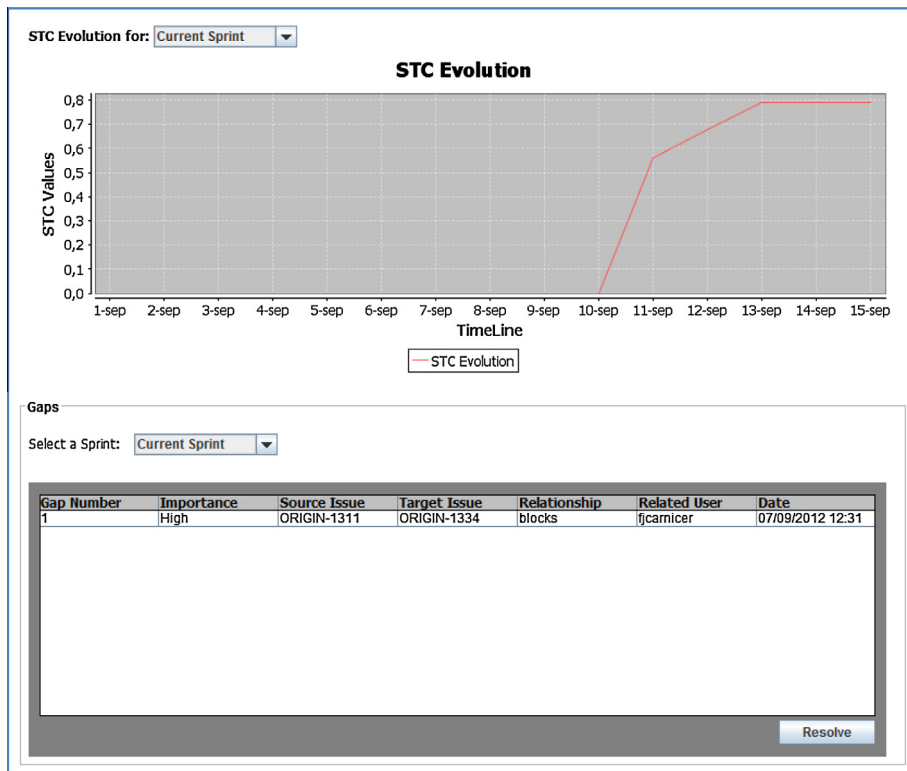 STC Evolution for: Current Sprint
STC Evolution
0,8
0,7
0,6
0,5
0,4
0,3
0,2
0,1
0,0
STC Values
1-sep 2-sep 3-sep 4-sep 5-sep 6-sep 7-sep 8-sep 9-sep 10-sep 11-sep 12-sep 13-sep 14-sep 15-sep
TimeLine
STC Evolution
Gaps
Select a Sprint: Current Sprint
Gap Number Importance Source Issue Target Issue Relationship Related User Date
1 High ORIGIN-1311 ORIGIN-1334 blocks fjcarnicer 07/09/2012 12:31
Resolve